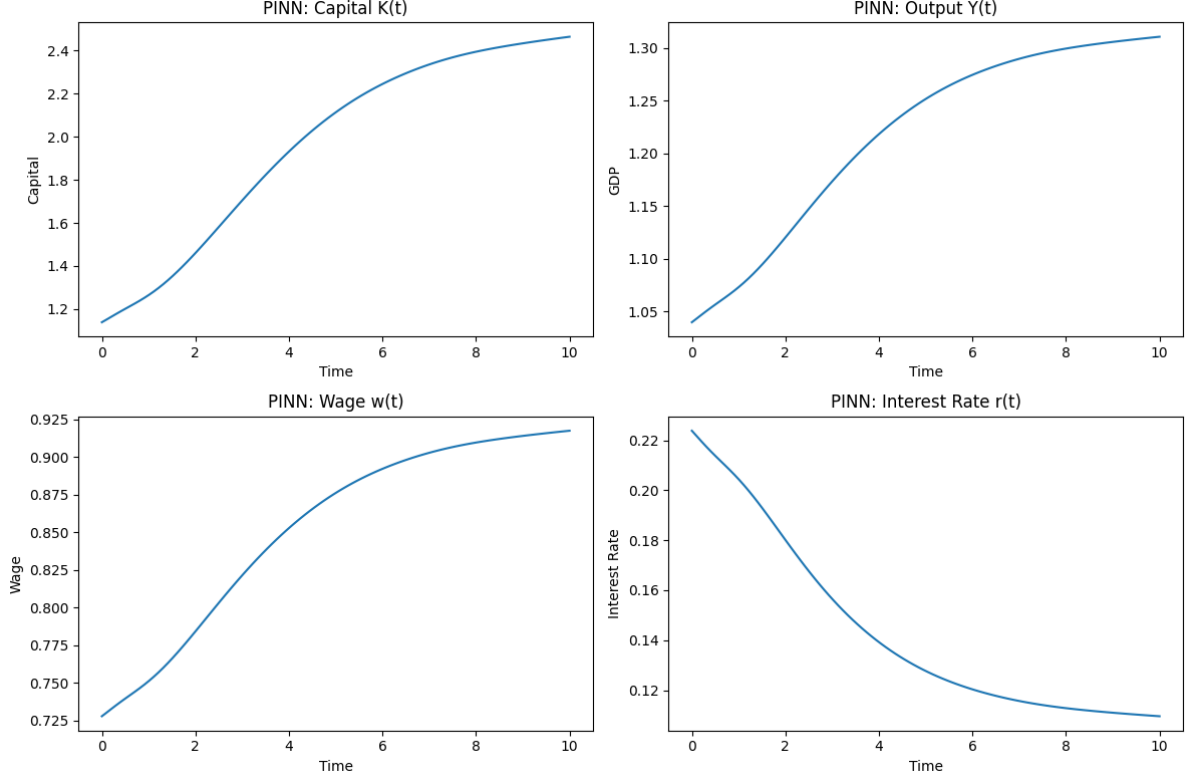 PINN: Capital K(t)
Capital
2.4
2.2
2.0
1.8
1.6
1.4
1.2
0 2 4 6 8 10
Time
PINN: Output Y(t)
GDP
1.30
1.25
1.20
1.15
1.10
1.05
0 2 4 6 8 10
Time
PINN: Wage w(t)
Wage
0.925
0.900
0.875
0.850
0.825
0.800
0.775
0.750
0.725
0 2 4 6 8 10
Time
PINN: Interest Rate r(t)
Interest Rate
0.22
0.20
0.18
0.16
0.14
0.12
0 2 4 6 8 10
Time